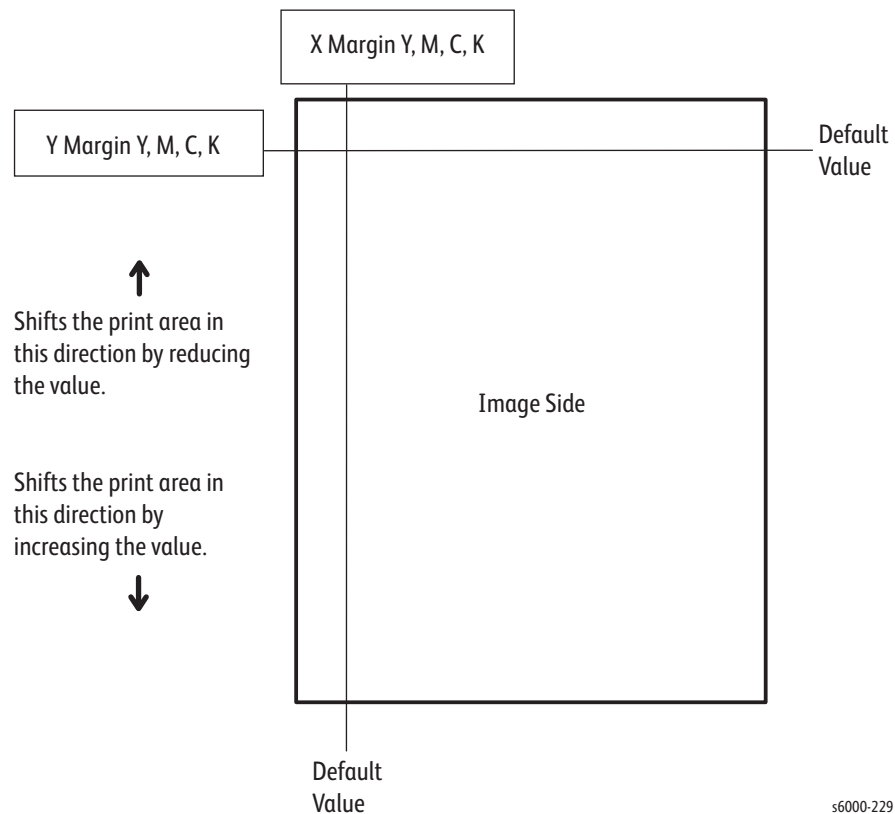 X Margin Y, M, C, K
Y Margin Y, M, C, K
Default
Value
Shifts the print area in
this direction by reducing
the value.
Image Side
Shifts the print area in
this direction by
increasing the value.
Default
Value
s6000-229